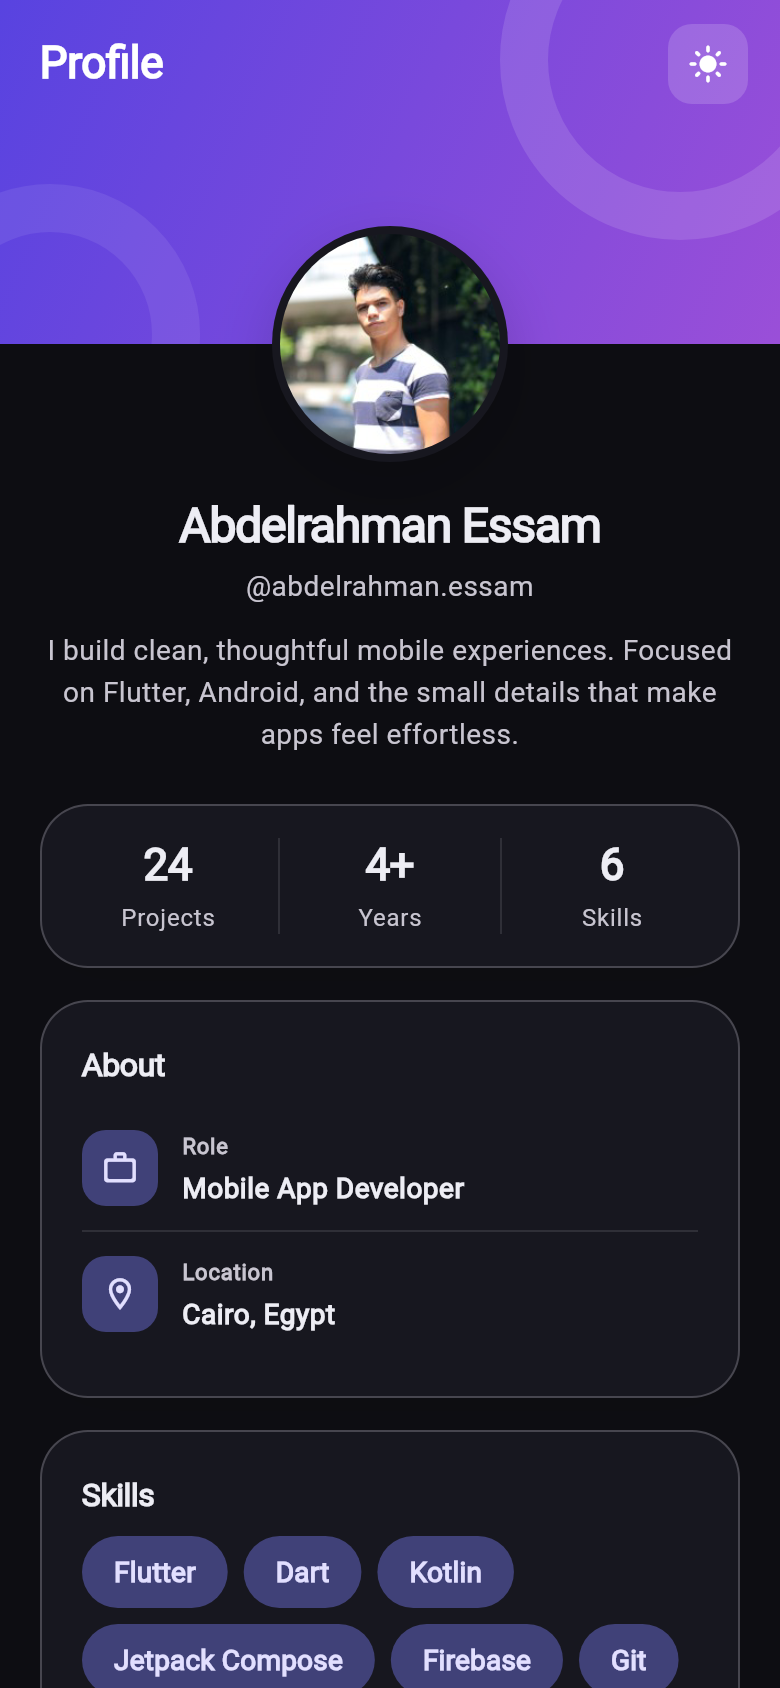 Profile
Abdelrahman Essam
@abdelrahman.essam
I build clean, thoughtful mobile experiences. Focused
on Flutter, Android, and the small details that make
apps feel effortless.
24
4+
6
Projects
Years
Skills
About
Role
Mobile App Developer
Location
Cairo, Egypt
Skills
Flutter
Dart
Kotlin
Jetpack Compose
Firebase
Git